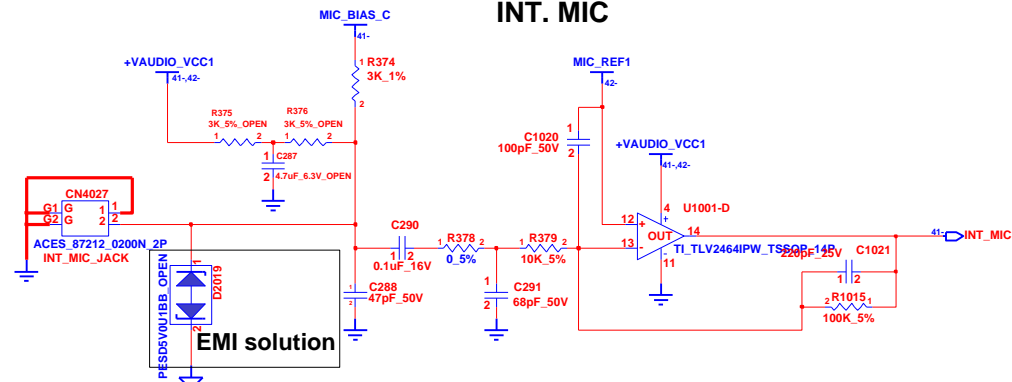 INT. MIC
MIC_BIAS_C
41-
+VAUDIO_VCC1
41-,42-
1
R374
3K_1%
2
MIC_REF1
42-
R375
3K_5%_OPEN
1
2
R376
3K_5%_OPEN
1
2
1
C287
2
4.7uF_6.3V_OPEN
1
C1020
100pF_50V
2
+VAUDIO_VCC1
41-,42-
CN4027
G1 G 1 1
G2 G 2 2
ACES_87212_0200N_2P
INT_MIC_JACK
4
+
U1001-D
12 +
OUT
14
13 -
TI_TLV2464IPW_TSSOP-14P
-
11
41-
INT_MIC
C290
1 2
0.1uF_16V
R378
1 2
0_5%
R379
1 2
10K_5%
220pF_25V
C1021
1 2
1
D2019
2
PESD5V0U1BB_OPEN
EMI solution
1
C288
2
47pF_50V
1
C291
2
68pF_50V
2 R1015 1
100K_5%